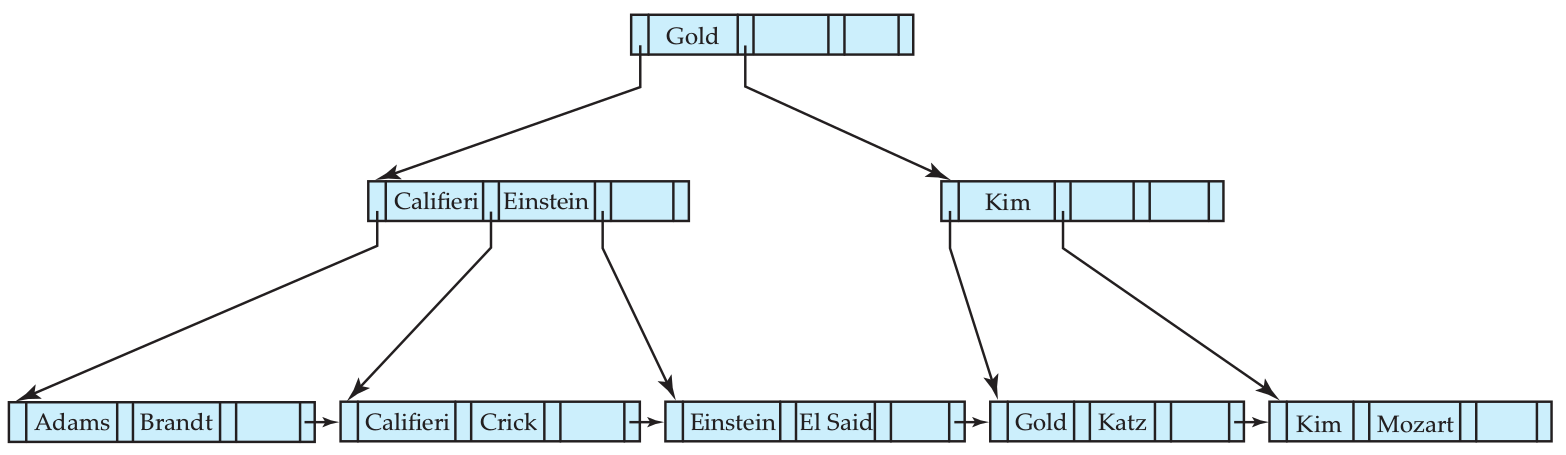 Gold
Califieri Einstein
Kim
Adams Brandt
Califieri Crick
Einstein El Said
Gold Katz
Kim Mozart